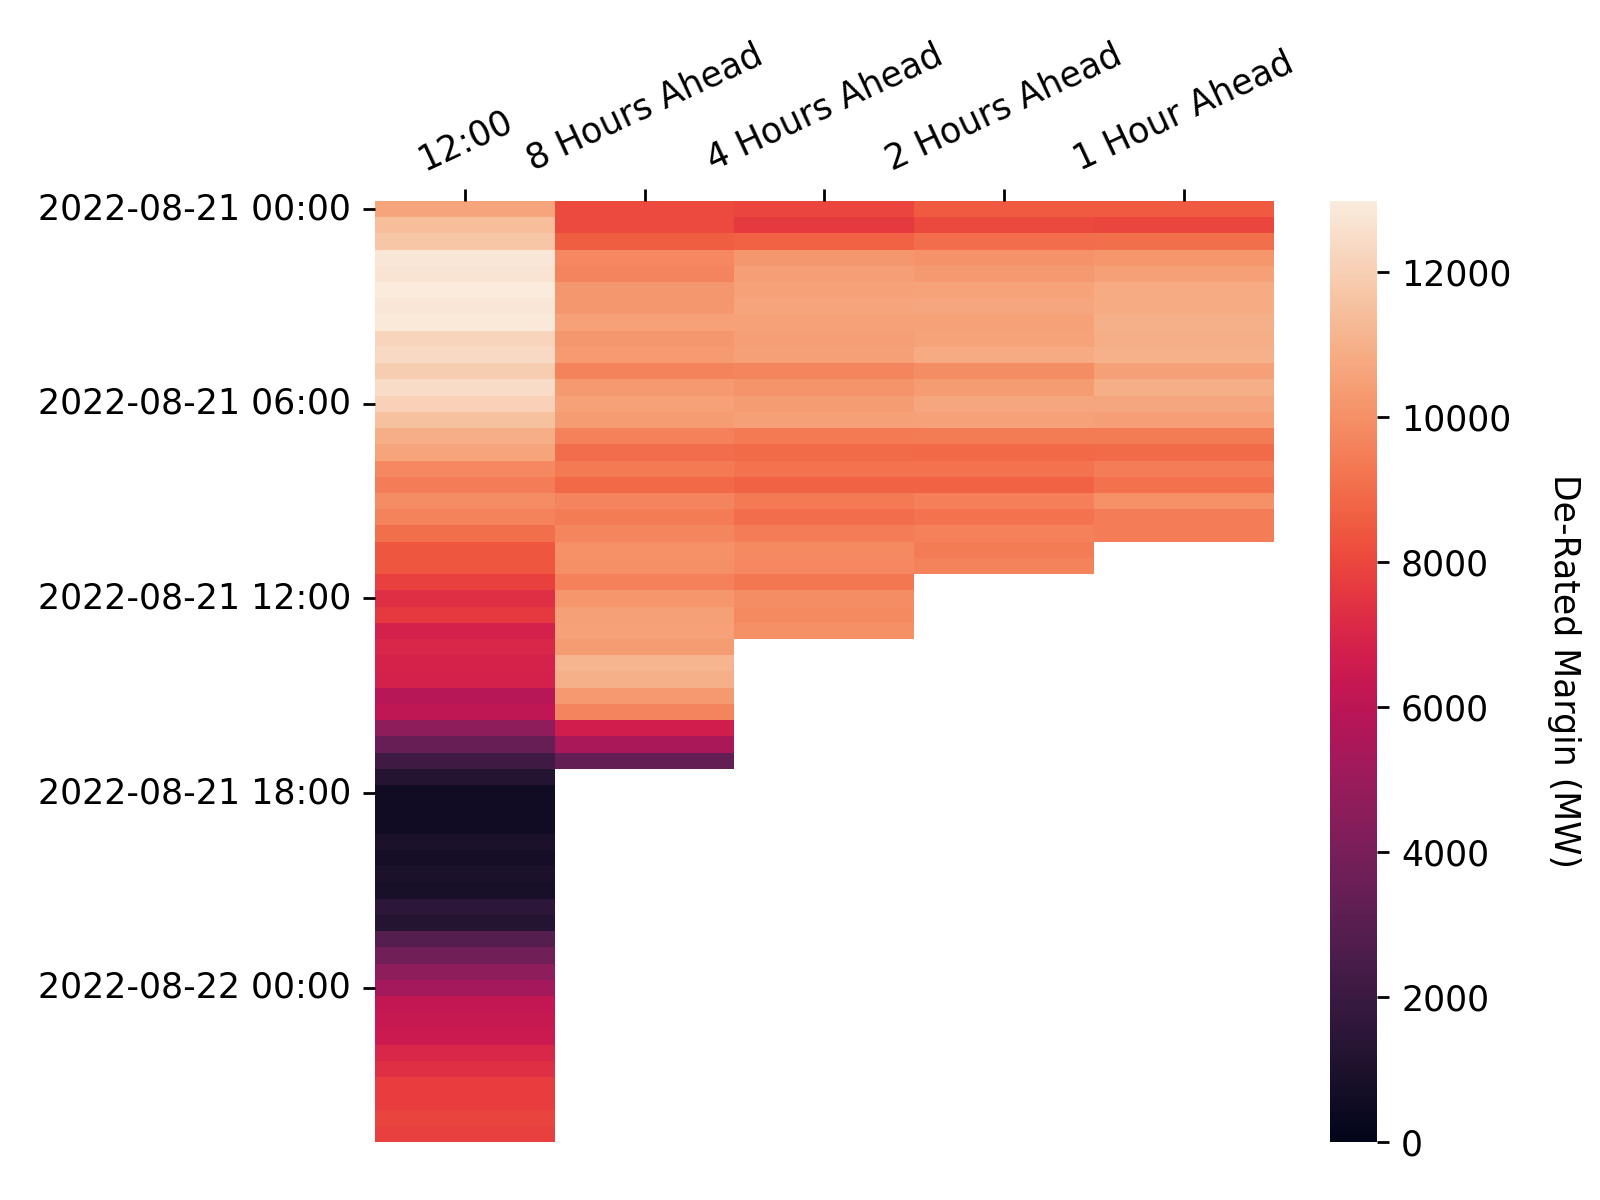 12:00
8 Hours Ahead
4 Hours Ahead
2 Hours Ahead
1 Hour Ahead
2022-08-21 00:00
2022-08-21 06:00
2022-08-21 12:00
2022-08-21 18:00
2022-08-22 00:00
12000
10000
8000
6000
4000
2000
0
De-Rated Margin (MW)